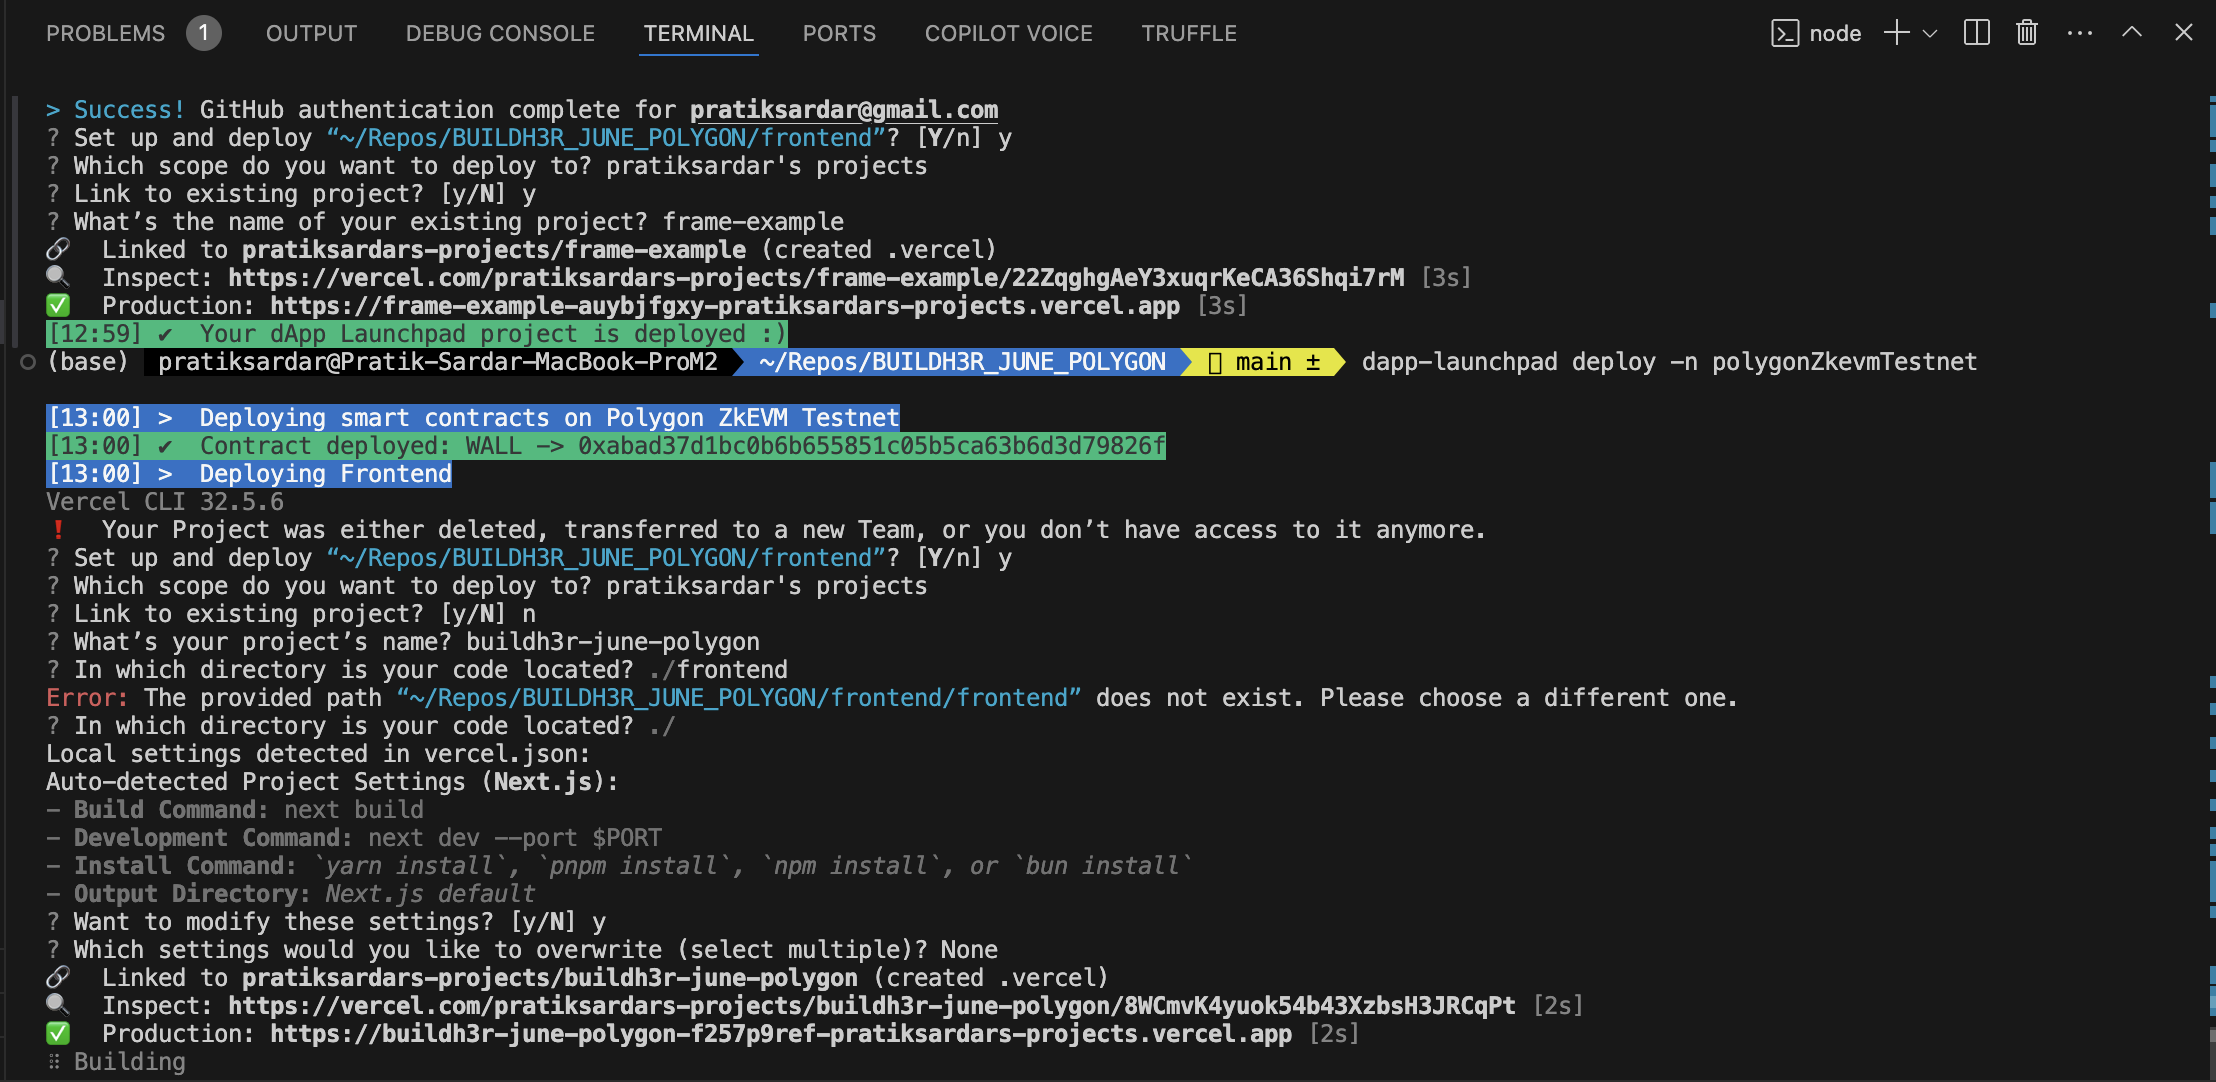 PROBLEMS 1 OUTPUT DEBUG CONSOLE TERMINAL PORTS COPILOT VOICE TRUFFLE node
> Success! GitHub authentication complete for pratiksardar@gmail.com
? Set up and deploy “~/Repos/BUILDH3R_JUNE_POLYGON/frontend”? [Y/n] y
? Which scope do you want to deploy to? pratiksardar's projects
? Link to existing project? [y/N] y
? What’s the name of your existing project? frame-example
🔗  Linked to pratiksardars-projects/frame-example (created .vercel)
🔍  Inspect: https://vercel.com/pratiksardars-projects/frame-example/22ZqghgAeY3xuqrKeCA36Shqi7rM [3s]
✅  Production: https://frame-example-auybjfgxy-pratiksardars-projects.vercel.app [3s]
[12:59] ✔  Your dApp Launchpad project is deployed :)
(base) pratiksardar@Pratik-Sardar-MacBook-ProM2 ~/Repos/BUILDH3R_JUNE_POLYGON main ± dapp-launchpad deploy -n polygonZkevmTestnet
[13:00] >  Deploying smart contracts on Polygon ZkEVM Testnet
[13:00] ✔  Contract deployed: WALL -> 0xabad37d1bc0b6b655851c05b5ca63b6d3d79826f
[13:00] >  Deploying Frontend
Vercel CLI 32.5.6
❗  Your Project was either deleted, transferred to a new Team, or you don’t have access to it anymore.
? Set up and deploy “~/Repos/BUILDH3R_JUNE_POLYGON/frontend”? [Y/n] y
? Which scope do you want to deploy to? pratiksardar's projects
? Link to existing project? [y/N] n
? What’s your project’s name? buildh3r-june-polygon
? In which directory is your code located? ./frontend
Error: The provided path “~/Repos/BUILDH3R_JUNE_POLYGON/frontend/frontend” does not exist. Please choose a different one.
? In which directory is your code located? ./
Local settings detected in vercel.json:
Auto-detected Project Settings (Next.js):
- Build Command: next build
- Development Command: next dev --port $PORT
- Install Command: `yarn install`, `pnpm install`, `npm install`, or `bun install`
- Output Directory: Next.js default
? Want to modify these settings? [y/N] y
? Which settings would you like to overwrite (select multiple)? None
🔗  Linked to pratiksardars-projects/buildh3r-june-polygon (created .vercel)
🔍  Inspect: https://vercel.com/pratiksardars-projects/buildh3r-june-polygon/8WCmvK4yuok54b43XzbsH3JRCqPt [2s]
✅  Production: https://buildh3r-june-polygon-f257p9ref-pratiksardars-projects.vercel.app [2s]
⠿ Building